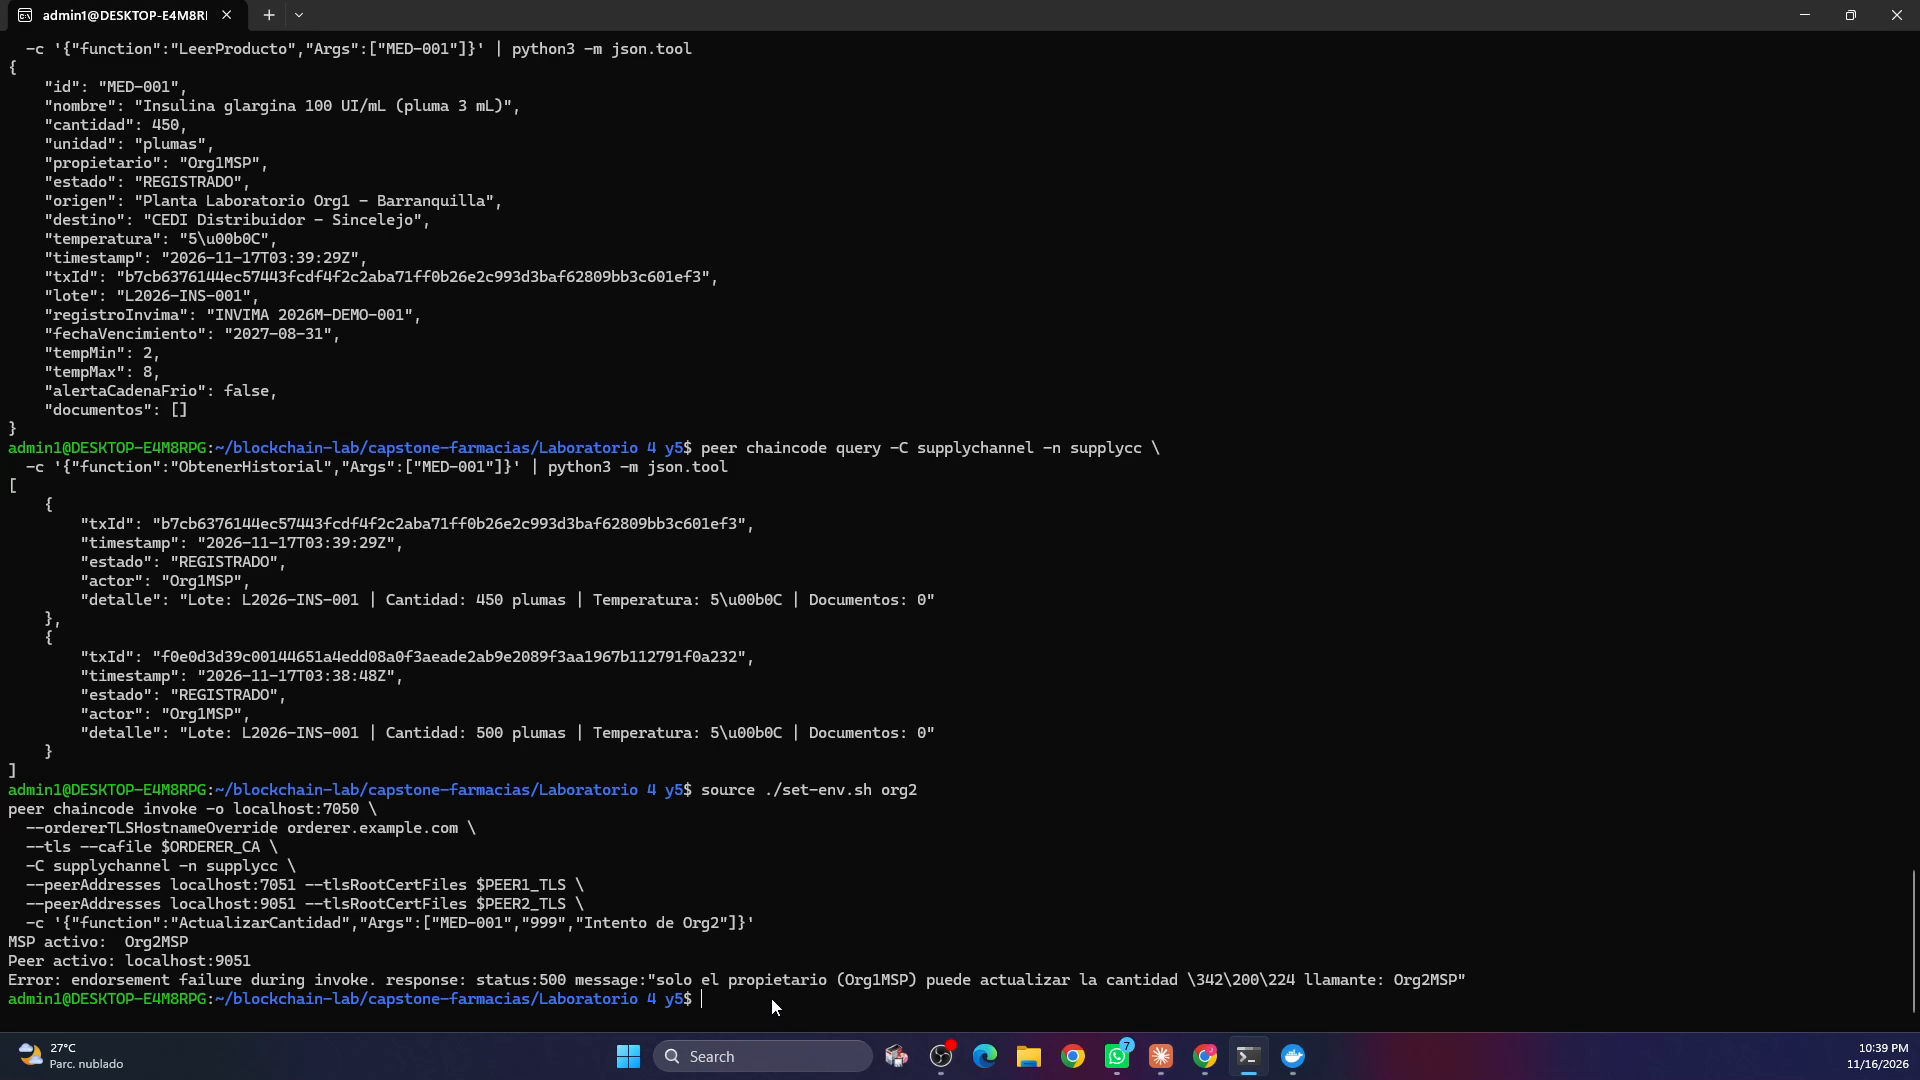 admin1@DESKTOP-E4M8RI
-c '{"function":"LeerProducto","Args":["MED-001"]}' | python3 -m json.tool
{
"id": "MED-001",
"nombre": "Insulina glargina 100 UI/mL (pluma 3 mL)",
"cantidad": 450,
"unidad": "plumas",
"propietario": "Org1MSP",
"estado": "REGISTRADO",
"origen": "Planta Laboratorio Org1 - Barranquilla",
"destino": "CEDI Distribuidor - Sincelejo",
"temperatura": "5\u00b0C",
"timestamp": "2026-11-17T03:39:29Z",
"txId": "b7cb6376144ec57443fcdf4f2c2aba71ff0b26e2c993d3baf62809bb3c601ef3",
"lote": "L2026-INS-001",
"registroInvima": "INVIMA 2026M-DEMO-001",
"fechaVencimiento": "2027-08-31",
"tempMin": 2,
"tempMax": 8,
"alertaCadenaFrio": false,
"documentos": []
}
admin1@DESKTOP-E4M8RPG:~/blockchain-lab/capstone-farmacias/Laboratorio 4 y5$ peer chaincode query -C supplychannel -n supplycc \
-c '{"function":"ObtenerHistorial","Args":["MED-001"]}' | python3 -m json.tool
[
{
"txId": "b7cb6376144ec57443fcdf4f2c2aba71ff0b26e2c993d3baf62809bb3c601ef3",
"timestamp": "2026-11-17T03:39:29Z",
"estado": "REGISTRADO",
"actor": "Org1MSP",
"detalle": "Lote: L2026-INS-001 | Cantidad: 450 plumas | Temperatura: 5\u00b0C | Documentos: 0"
},
{
"txId": "f0e0d3d39c00144651a4edd08a0f3aeade2ab9e2089f3aa1967b112791f0a232",
"timestamp": "2026-11-17T03:38:48Z",
"estado": "REGISTRADO",
"actor": "Org1MSP",
"detalle": "Lote: L2026-INS-001 | Cantidad: 500 plumas | Temperatura: 5\u00b0C | Documentos: 0"
}
]
admin1@DESKTOP-E4M8RPG:~/blockchain-lab/capstone-farmacias/Laboratorio 4 y5$ source ./set-env.sh org2
peer chaincode invoke -o localhost:7050 \
--ordererTLSHostnameOverride orderer.example.com \
--tls --cafile $ORDERER_CA \
-C supplychannel -n supplycc \
--peerAddresses localhost:7051 --tlsRootCertFiles $PEER1_TLS \
--peerAddresses localhost:9051 --tlsRootCertFiles $PEER2_TLS \
-c '{"function":"ActualizarCantidad","Args":["MED-001","999","Intento de Org2"]}'
MSP activo:  Org2MSP
Peer activo: localhost:9051
Error: endorsement failure during invoke. response: status:500 message:"solo el propietario (Org1MSP) puede actualizar la cantidad \342\200\224 llamante: Org2MSP"
admin1@DESKTOP-E4M8RPG:~/blockchain-lab/capstone-farmacias/Laboratorio 4 y5$
27°C
Parc. nublado
Search
7
10:39 PM
11/16/2026